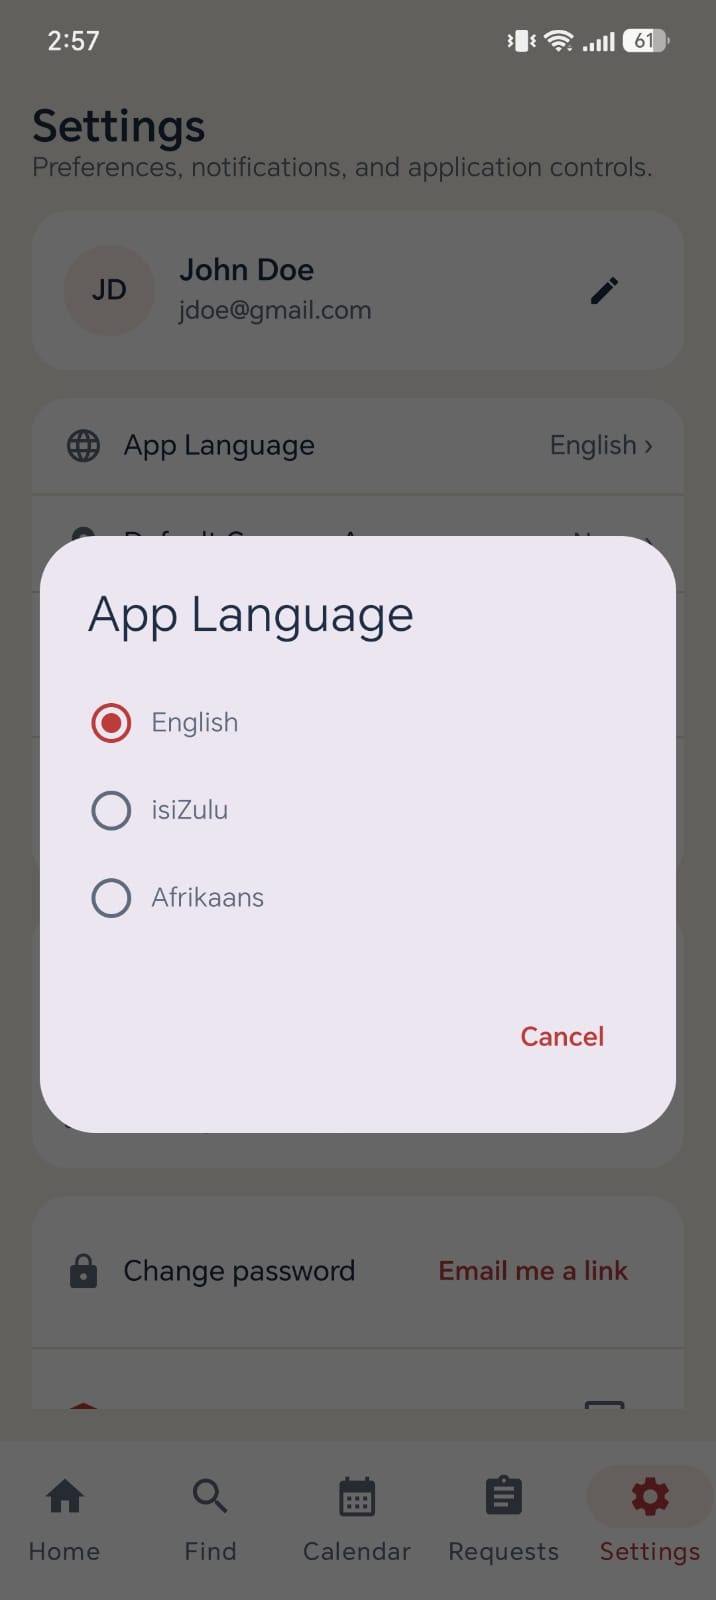 2:57
61
Settings
Preferences, notifications, and application controls.
JD
John Doe
jdoe@gmail.com
App Language
English ›
App Language
English
isiZulu
Afrikaans
Cancel
Change password
Email me a link
Home
Find
Calendar
Requests
Settings